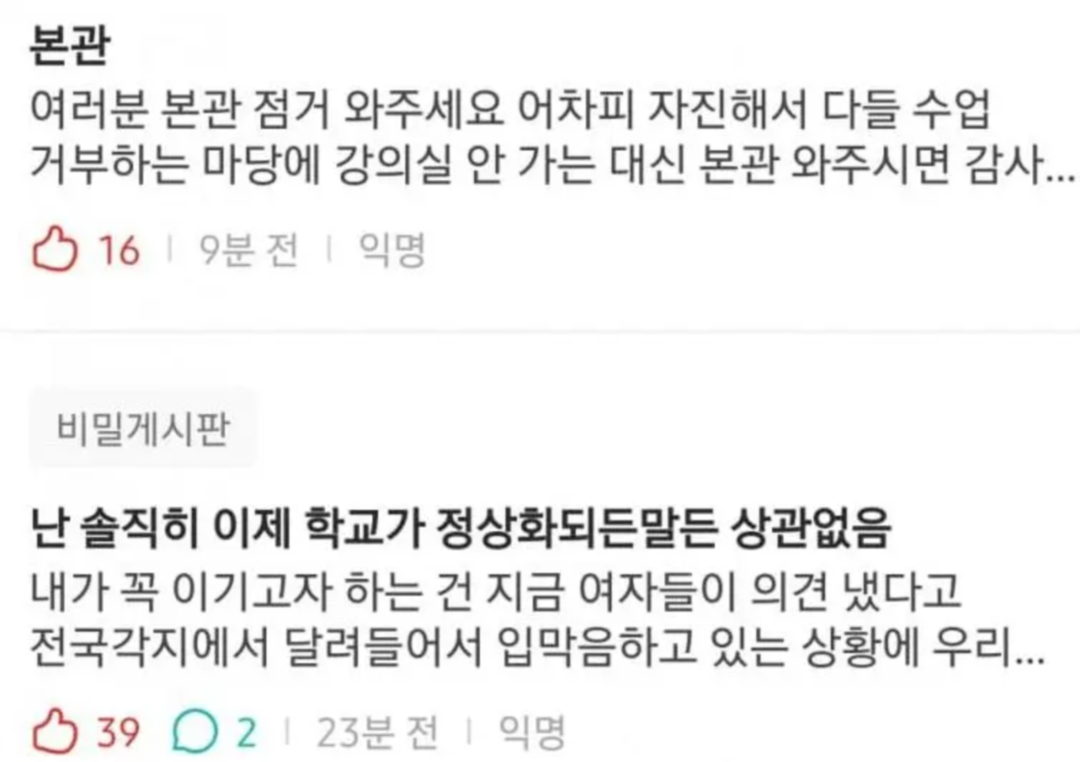 본관
여러분 본관 점거 와주세요 어차피 자진해서 다들 수업
거부하는 마당에 강의실 안 가는 대신 본관 와주시면 감사...
16 | 9분 전 | 익명
비밀게시판
난 솔직히 이제 학교가 정상화되든말든 상관없음
내가 꼭 이기고자 하는 건 지금 여자들이 의견 냈다고
전국각지에서 달려들어서 입막음하고 있는 상황에 우리...
39 2 | 23분 전 | 익명